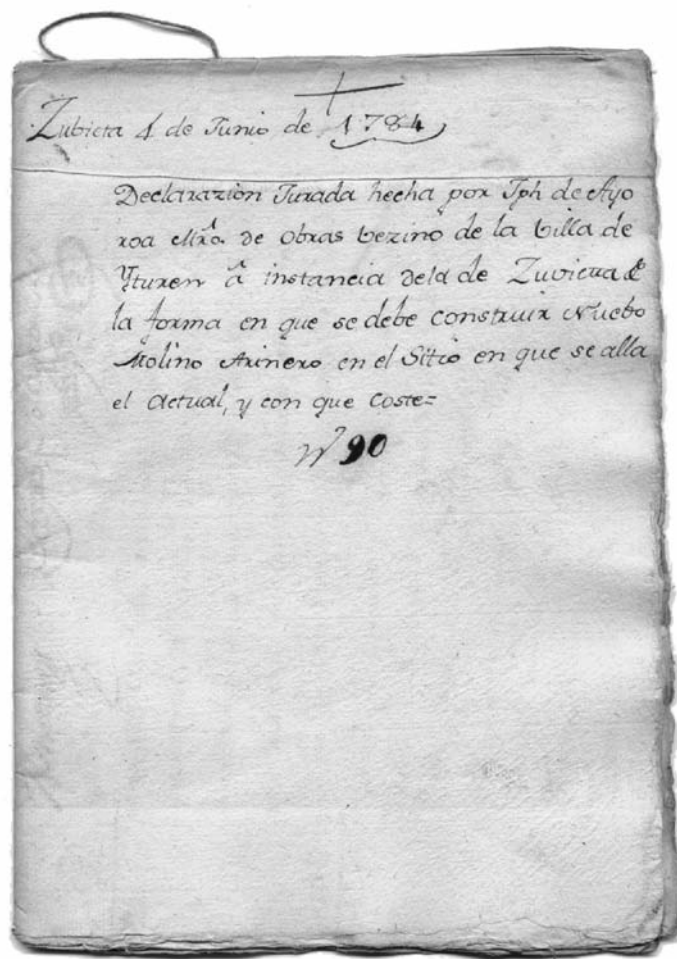 Zubieta 4 de Junio de 1784
Declarazion Jurada hecha por Jph de Ayo
roa Mro. de Obras vezino de la villa de
Yturen â instancia dela de Zuvieta de
la forma en que se debe construir Nuebo
Molino Arinero en el Sitio en que se alla
el actual, y con que coste=
Nº 90